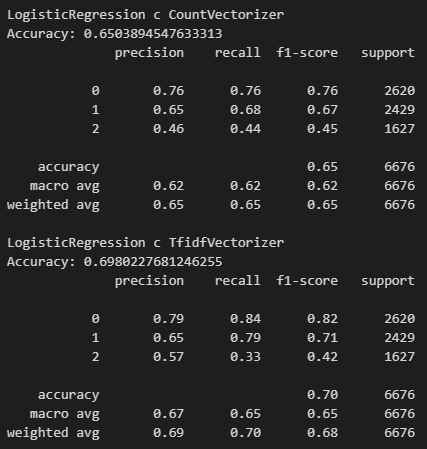 LogisticRegression c CountVectorizer
Accuracy: 0.6503894547633313
precision recall f1-score support
0 0.76 0.76 0.76 2620
1 0.65 0.68 0.67 2429
2 0.46 0.44 0.45 1627
accuracy 0.65 6676
macro avg 0.62 0.62 0.62 6676
weighted avg 0.65 0.65 0.65 6676
LogisticRegression c TfidfVectorizer
Accuracy: 0.6980227681246255
precision recall f1-score support
0 0.79 0.84 0.82 2620
1 0.65 0.79 0.71 2429
2 0.57 0.33 0.42 1627
accuracy 0.70 6676
macro avg 0.67 0.65 0.65 6676
weighted avg 0.69 0.70 0.68 6676